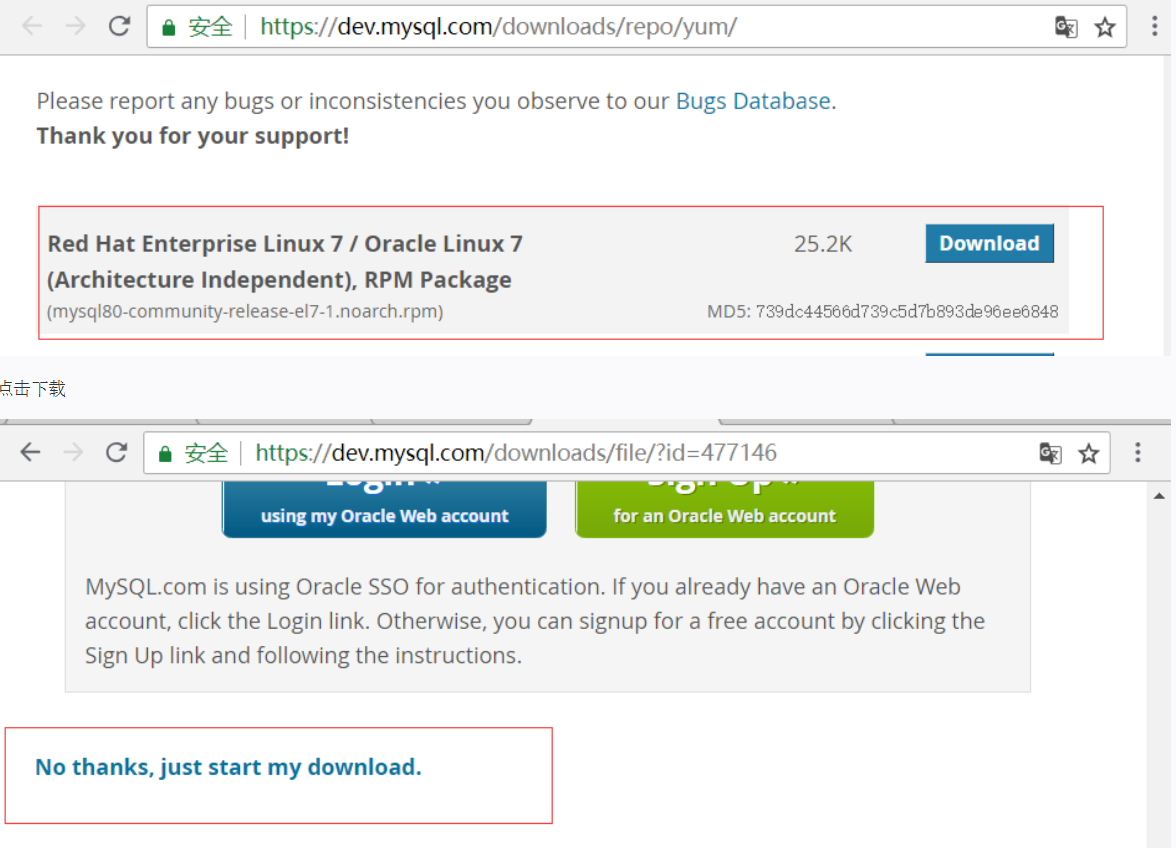 安全 https://dev.mysql.com/downloads/repo/yum/
Please report any bugs or inconsistencies you observe to our Bugs Database.
Thank you for your support!
Red Hat Enterprise Linux 7 / Oracle Linux 7 25.2K Download
(Architecture Independent), RPM Package
(mysql80-community-release-el7-1.noarch.rpm) MD5: 739dc44566d739c5d7b893de96ee6848
点击下载
安全 https://dev.mysql.com/downloads/file/?id=477146
Login » Sign Up »
using my Oracle Web account for an Oracle Web account
MySQL.com is using Oracle SSO for authentication. If you already have an Oracle Web
account, click the Login link. Otherwise, you can signup for a free account by clicking the
Sign Up link and following the instructions.
No thanks, just start my download.